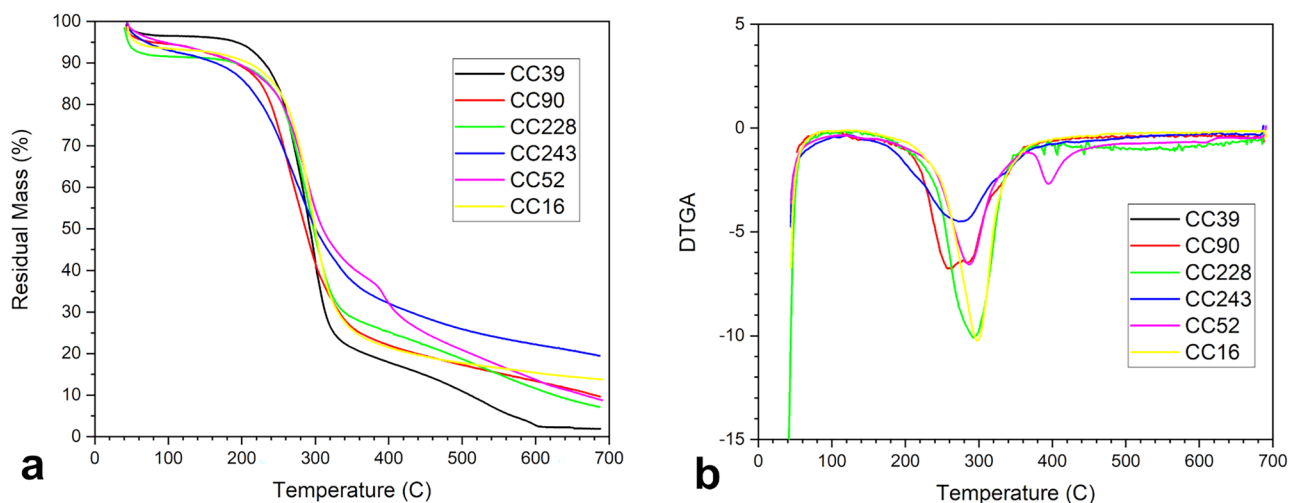 100
90
80
70
60
50
40
30
20
10
0
Residual Mass (%)
0 100 200 300 400 500 600 700
Temperature (C)
CC39
CC90
CC228
CC243
CC52
CC16
a
5
0
-5
-10
-15
DTGA
0 100 200 300 400 500 600 700
Temperature (C)
CC39
CC90
CC228
CC243
CC52
CC16
b